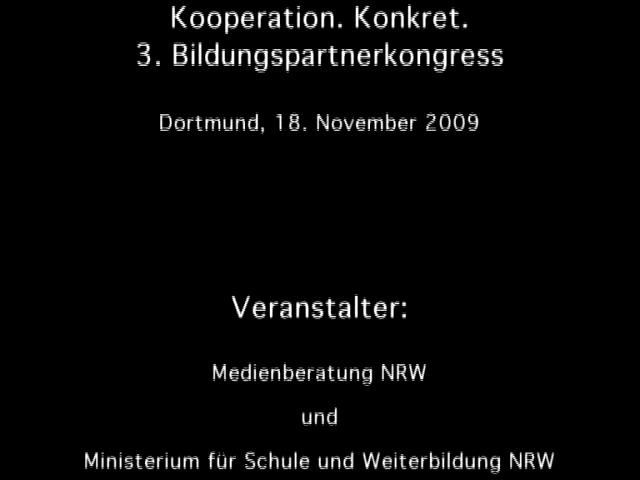 Kooperation. Konkret.
3. Bildungspartnerkongress
Dortmund, 18. November 2009
Veranstalter:
Medienberatung NRW
und
Ministerium für Schule und Weiterbildung NRW